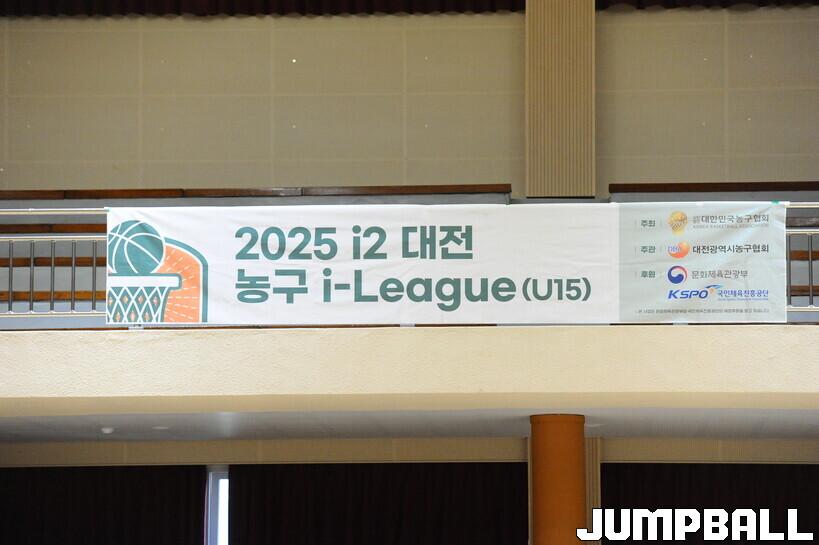 2025 i2 대전
농구 i-League (U15)
주최 대한민국농구협회
KOREA BASKETBALL ASSOCIATION
주관 대전광역시농구협회
후원 문화체육관광부
KSPO 국민체육진흥공단
JUMPBALL